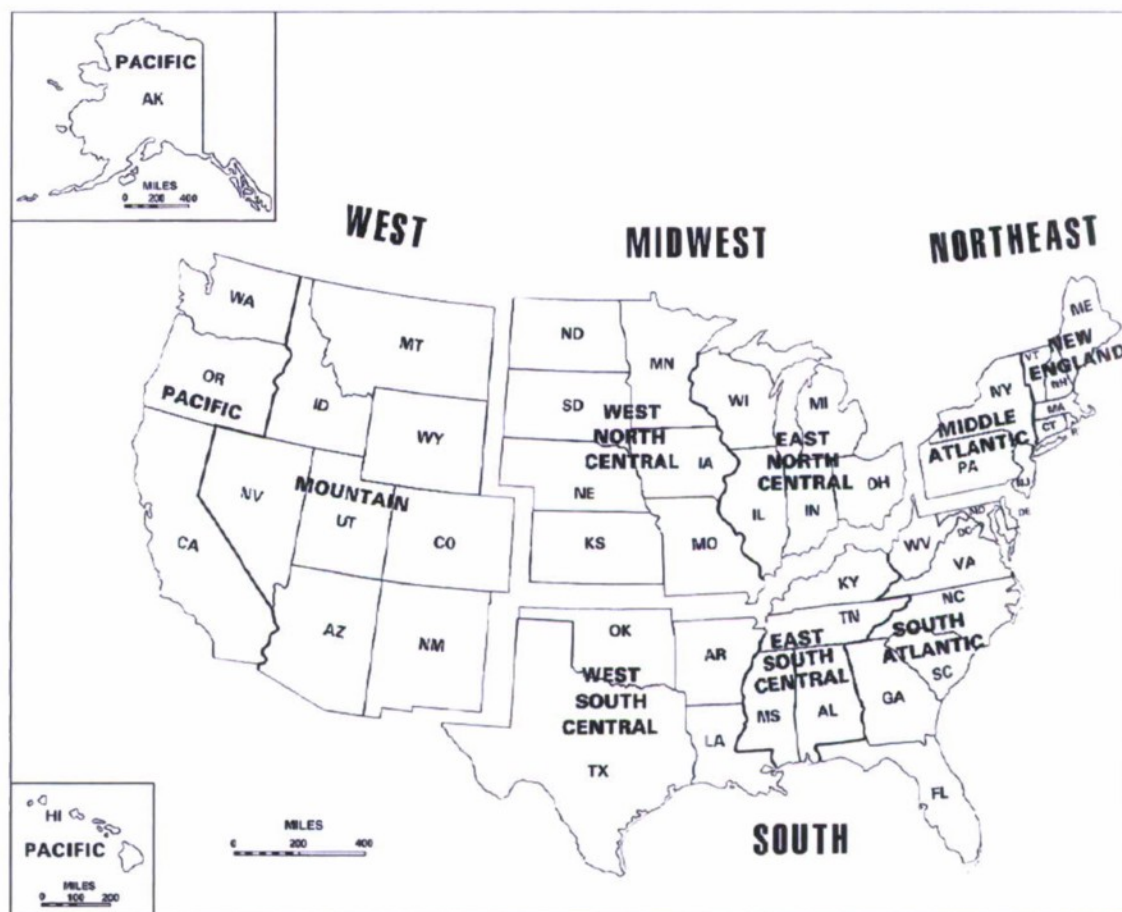 PACIFIC
AK
MILES
0 200 400
WEST
MIDWEST
NORTHEAST
WA
MT
ND
MN
ME
VT
NEW
ENGLAND
NH
OR
PACIFIC
ID
SD
WI
MI
NY
MA
CT
WY
WEST
NORTH
CENTRAL
IA
EAST
NORTH
CENTRAL
MIDDLE
ATLANTIC
PA
NJ
NV
MOUNTAIN
UT
NE
IL
IN
OH
MD
DE
DC
CA
CO
KS
MO
WV
VA
KY
AZ
NM
OK
AR
TN
NC
EAST
SOUTH
CENTRAL
SOUTH
ATLANTIC
SC
WEST
SOUTH
CENTRAL
MS
AL
GA
LA
TX
FL
HI
PACIFIC
MILES
0 100 200
MILES
0 200 400
SOUTH